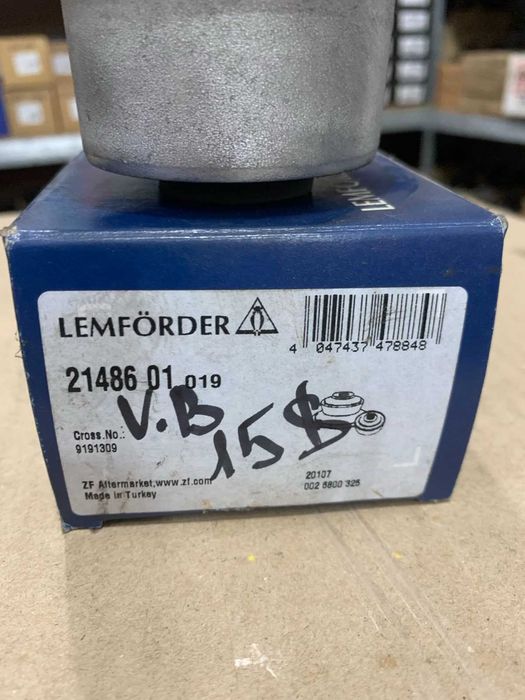 LEMFÖRDER
4 047437 478848
21486 01 019
V.B
15$
Cross.No.:
9191309
ZF Aftermarket,www.zf.com
Made in Turkey
20107
002 6800 325